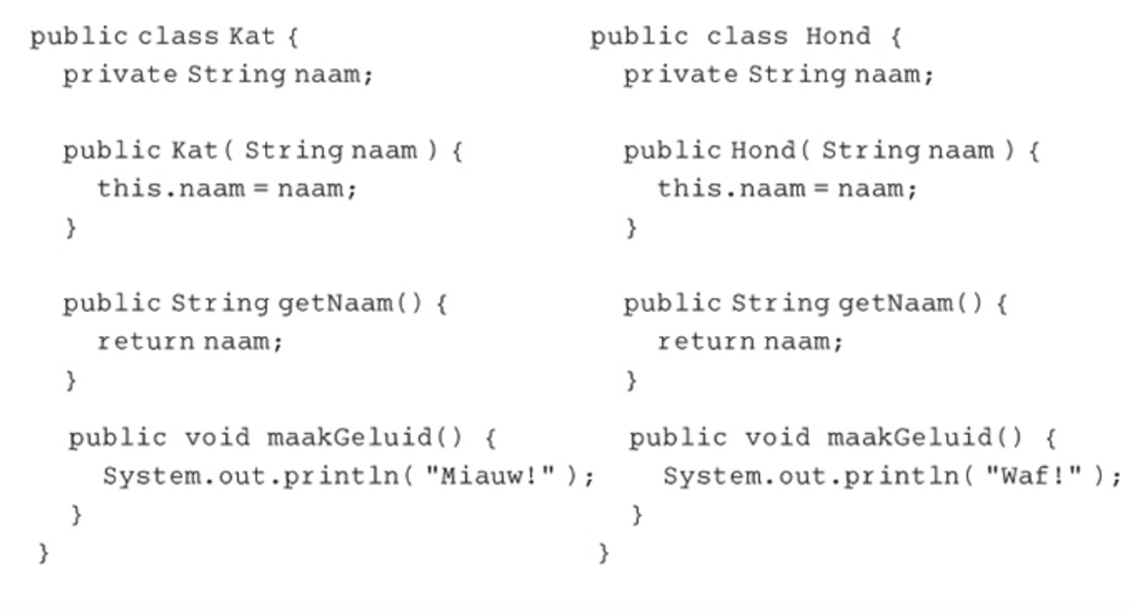 public class Kat {
private String naam;
public Kat( String naam ) {
this.naam = naam;
}
public String getNaam() {
return naam;
}
public void maakGeluid() {
System.out.println( "Miauw!" );
}
}
public class Hond {
private String naam;
public Hond( String naam ) {
this.naam = naam;
}
public String getNaam() {
return naam;
}
public void maakGeluid() {
System.out.println( "Waf!" );
}
}